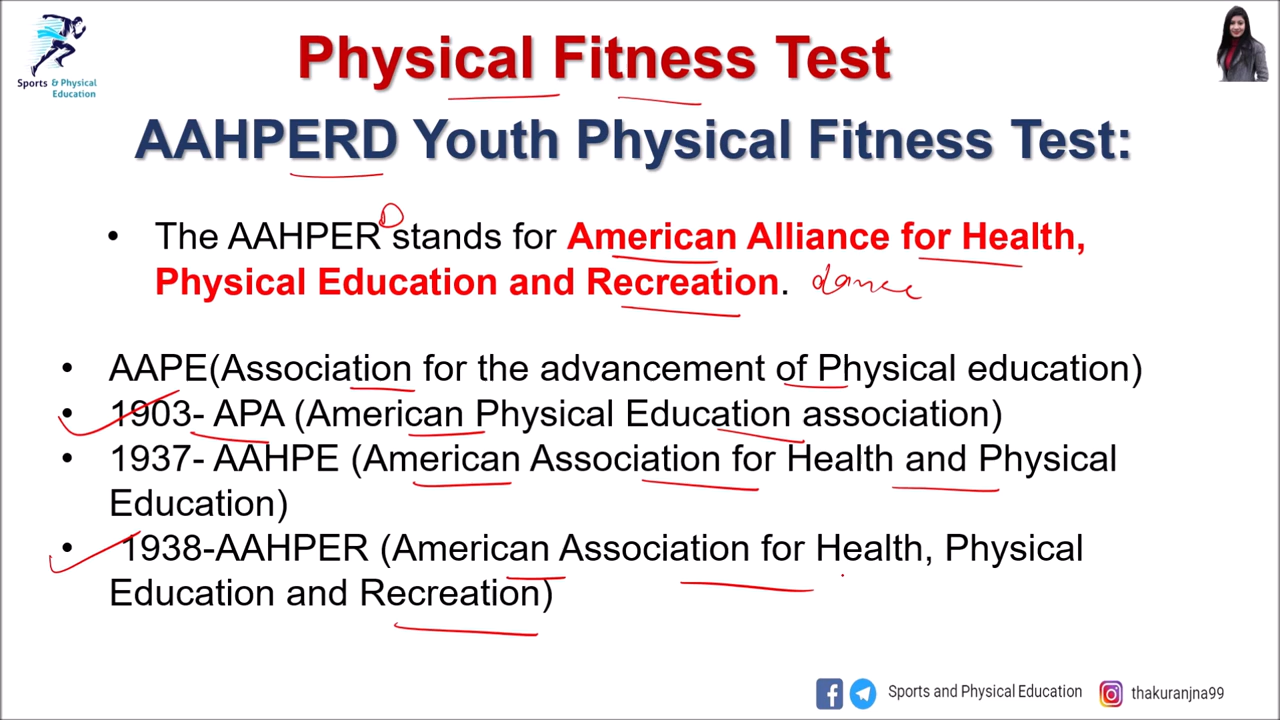 Sports & Physical
Education
Physical Fitness Test
AAHPERD Youth Physical Fitness Test:
• The AAHPER D stands for American Alliance for Health,
Physical Education and Recreation. dance
• AAPE(Association for the advancement of Physical education)
• 1903- APA (American Physical Education association)
• 1937- AAHPE (American Association for Health and Physical
Education)
• 1938-AAHPER (American Association for Health, Physical
Education and Recreation)
Sports and Physical Education thakuranjna99